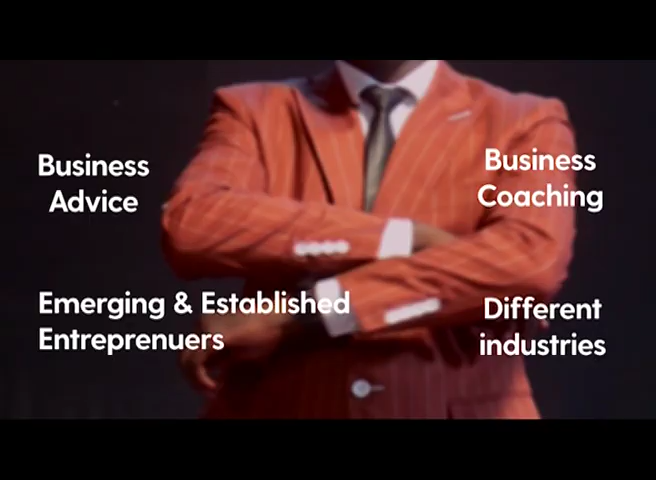 Business
Advice
Business
Coaching
Emerging & Established
Entreprenuers
Different
industries